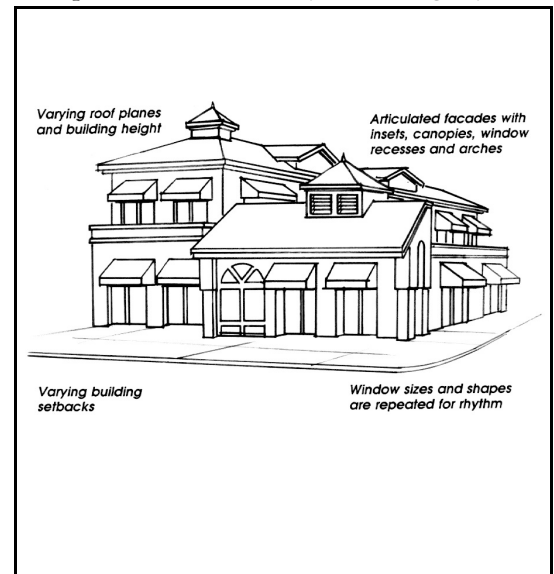 Varying roof planes
and building height
Articulated facades with
insets, canopies, window
recesses and arches
Varying building
setbacks
Window sizes and shapes
are repeated for rhythm